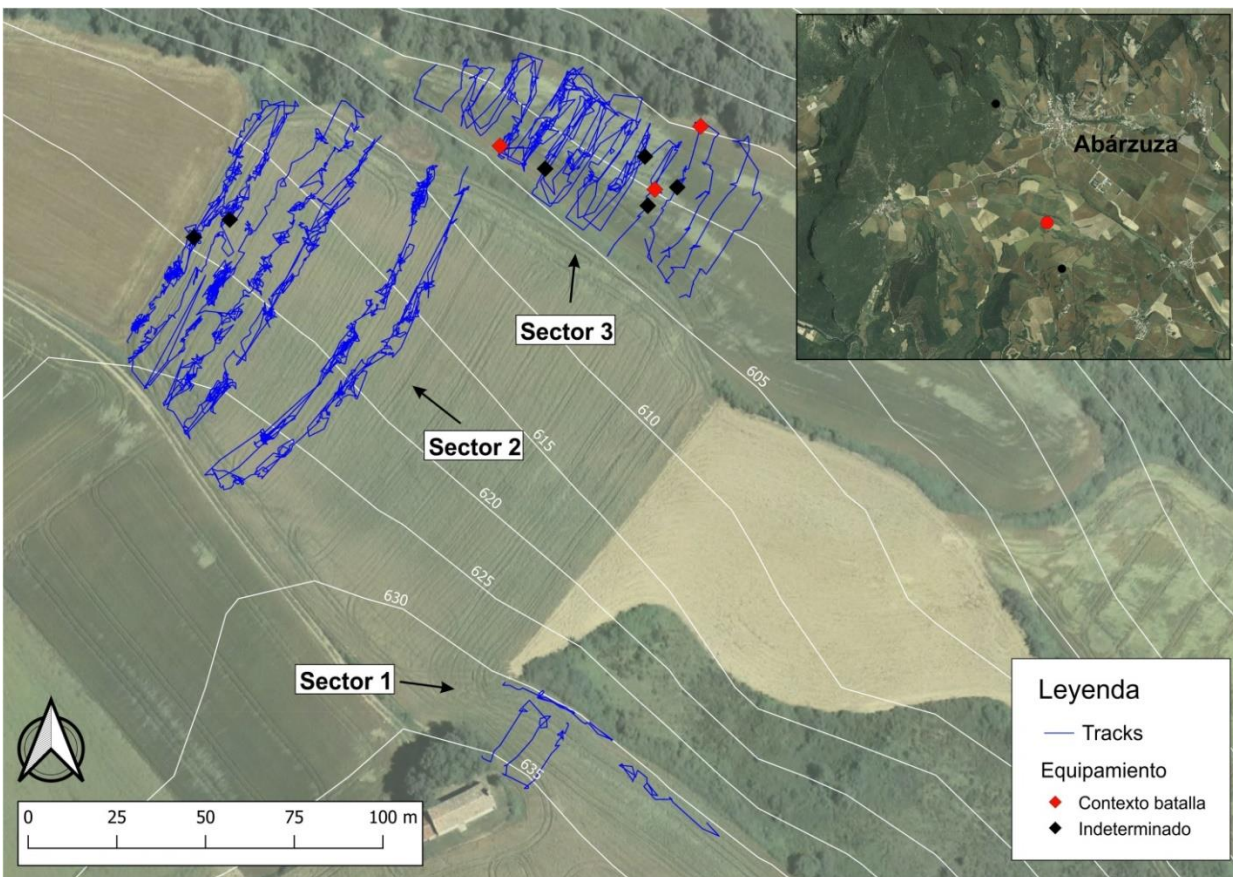 Abárzuza
Sector 3
605
610
Sector 2
615
620
625
630
Sector 1
635
0 25 50 75 100 m
Leyenda
Tracks
Equipamiento
Contexto batalla
Indeterminado